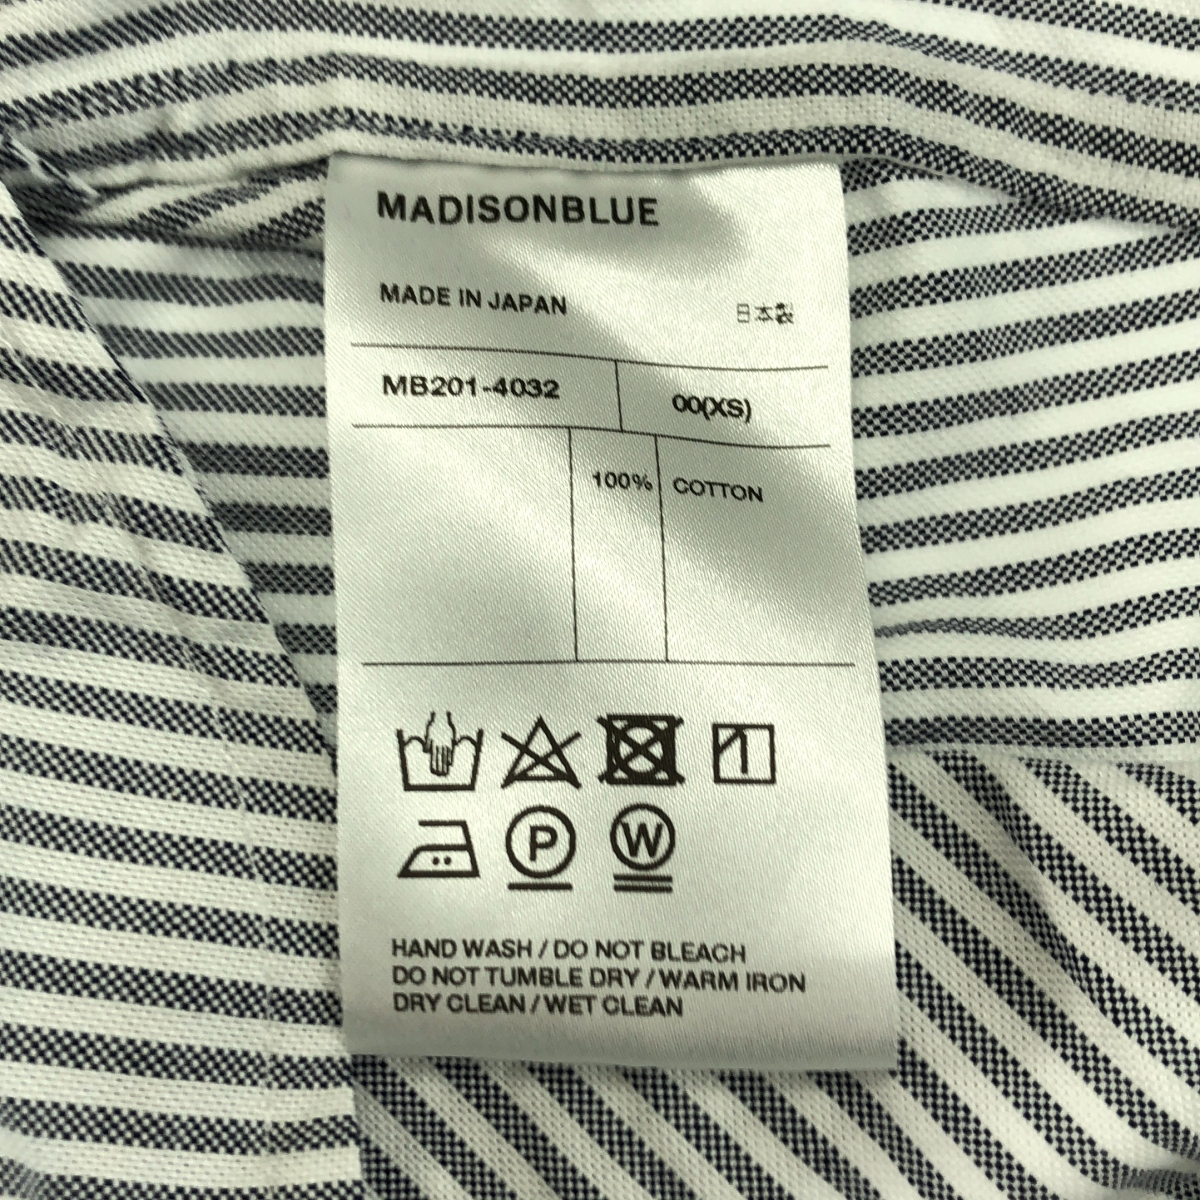 MADISONBLUE
MADE IN JAPAN 日本製
MB201-4032 00(XS)
100% COTTON
P W
HAND WASH / DO NOT BLEACH
DO NOT TUMBLE DRY / WARM IRON
DRY CLEAN / WET CLEAN